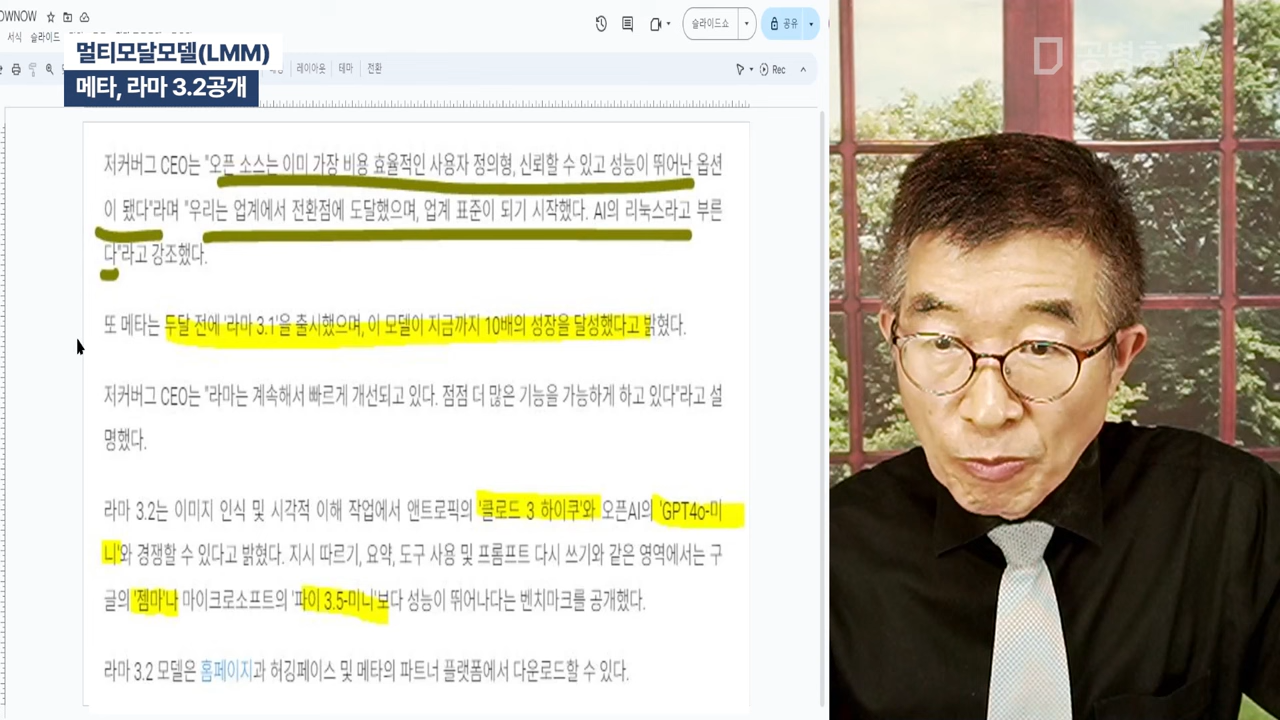 OWNOW
서식 슬라이드
슬라이드쇼
공유
멀티모달모델(LMM)
메타, 라마 3.2공개
레이아웃 테마 전환
Rec
공병호TV
저커버그 CEO는 "오픈 소스는 이미 가장 비용 효율적인 사용자 정의형, 신뢰할 수 있고 성능이 뛰어난 옵션
이 됐다"라며 "우리는 업계에서 전환점에 도달했으며, 업계 표준이 되기 시작했다. AI의 리눅스라고 부른
다"라고 강조했다.
또 메타는 두달 전에 '라마 3.1'을 출시했으며, 이 모델이 지금까지 10배의 성장을 달성했다고 밝혔다.
저커버그 CEO는 "라마는 계속해서 빠르게 개선되고 있다. 점점 더 많은 기능을 가능하게 하고 있다"라고 설
명했다.
라마 3.2는 이미지 인식 및 시각적 이해 작업에서 앤트로픽의 '클로드 3 하이쿠'와 오픈AI의 'GPT4o-미
니'와 경쟁할 수 있다고 밝혔다. 지시 따르기, 요약, 도구 사용 및 프롬프트 다시 쓰기와 같은 영역에서는 구
글의 '젬마'나 마이크로소프트의 '파이 3.5-미니'보다 성능이 뛰어나다는 벤치마크를 공개했다.
라마 3.2 모델은 홈페이지과 허깅페이스 및 메타의 파트너 플랫폼에서 다운로드할 수 있다.